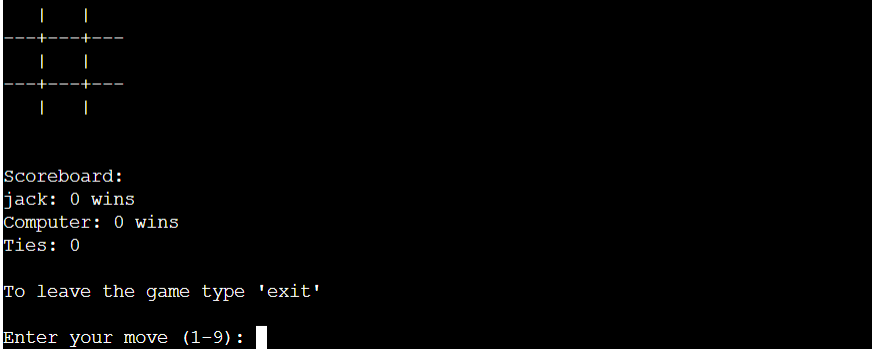 |   |
---+---+---
   |   |
---+---+---
   |   |
Scoreboard:
jack: 0 wins
Computer: 0 wins
Ties: 0
To leave the game type 'exit'
Enter your move (1-9):